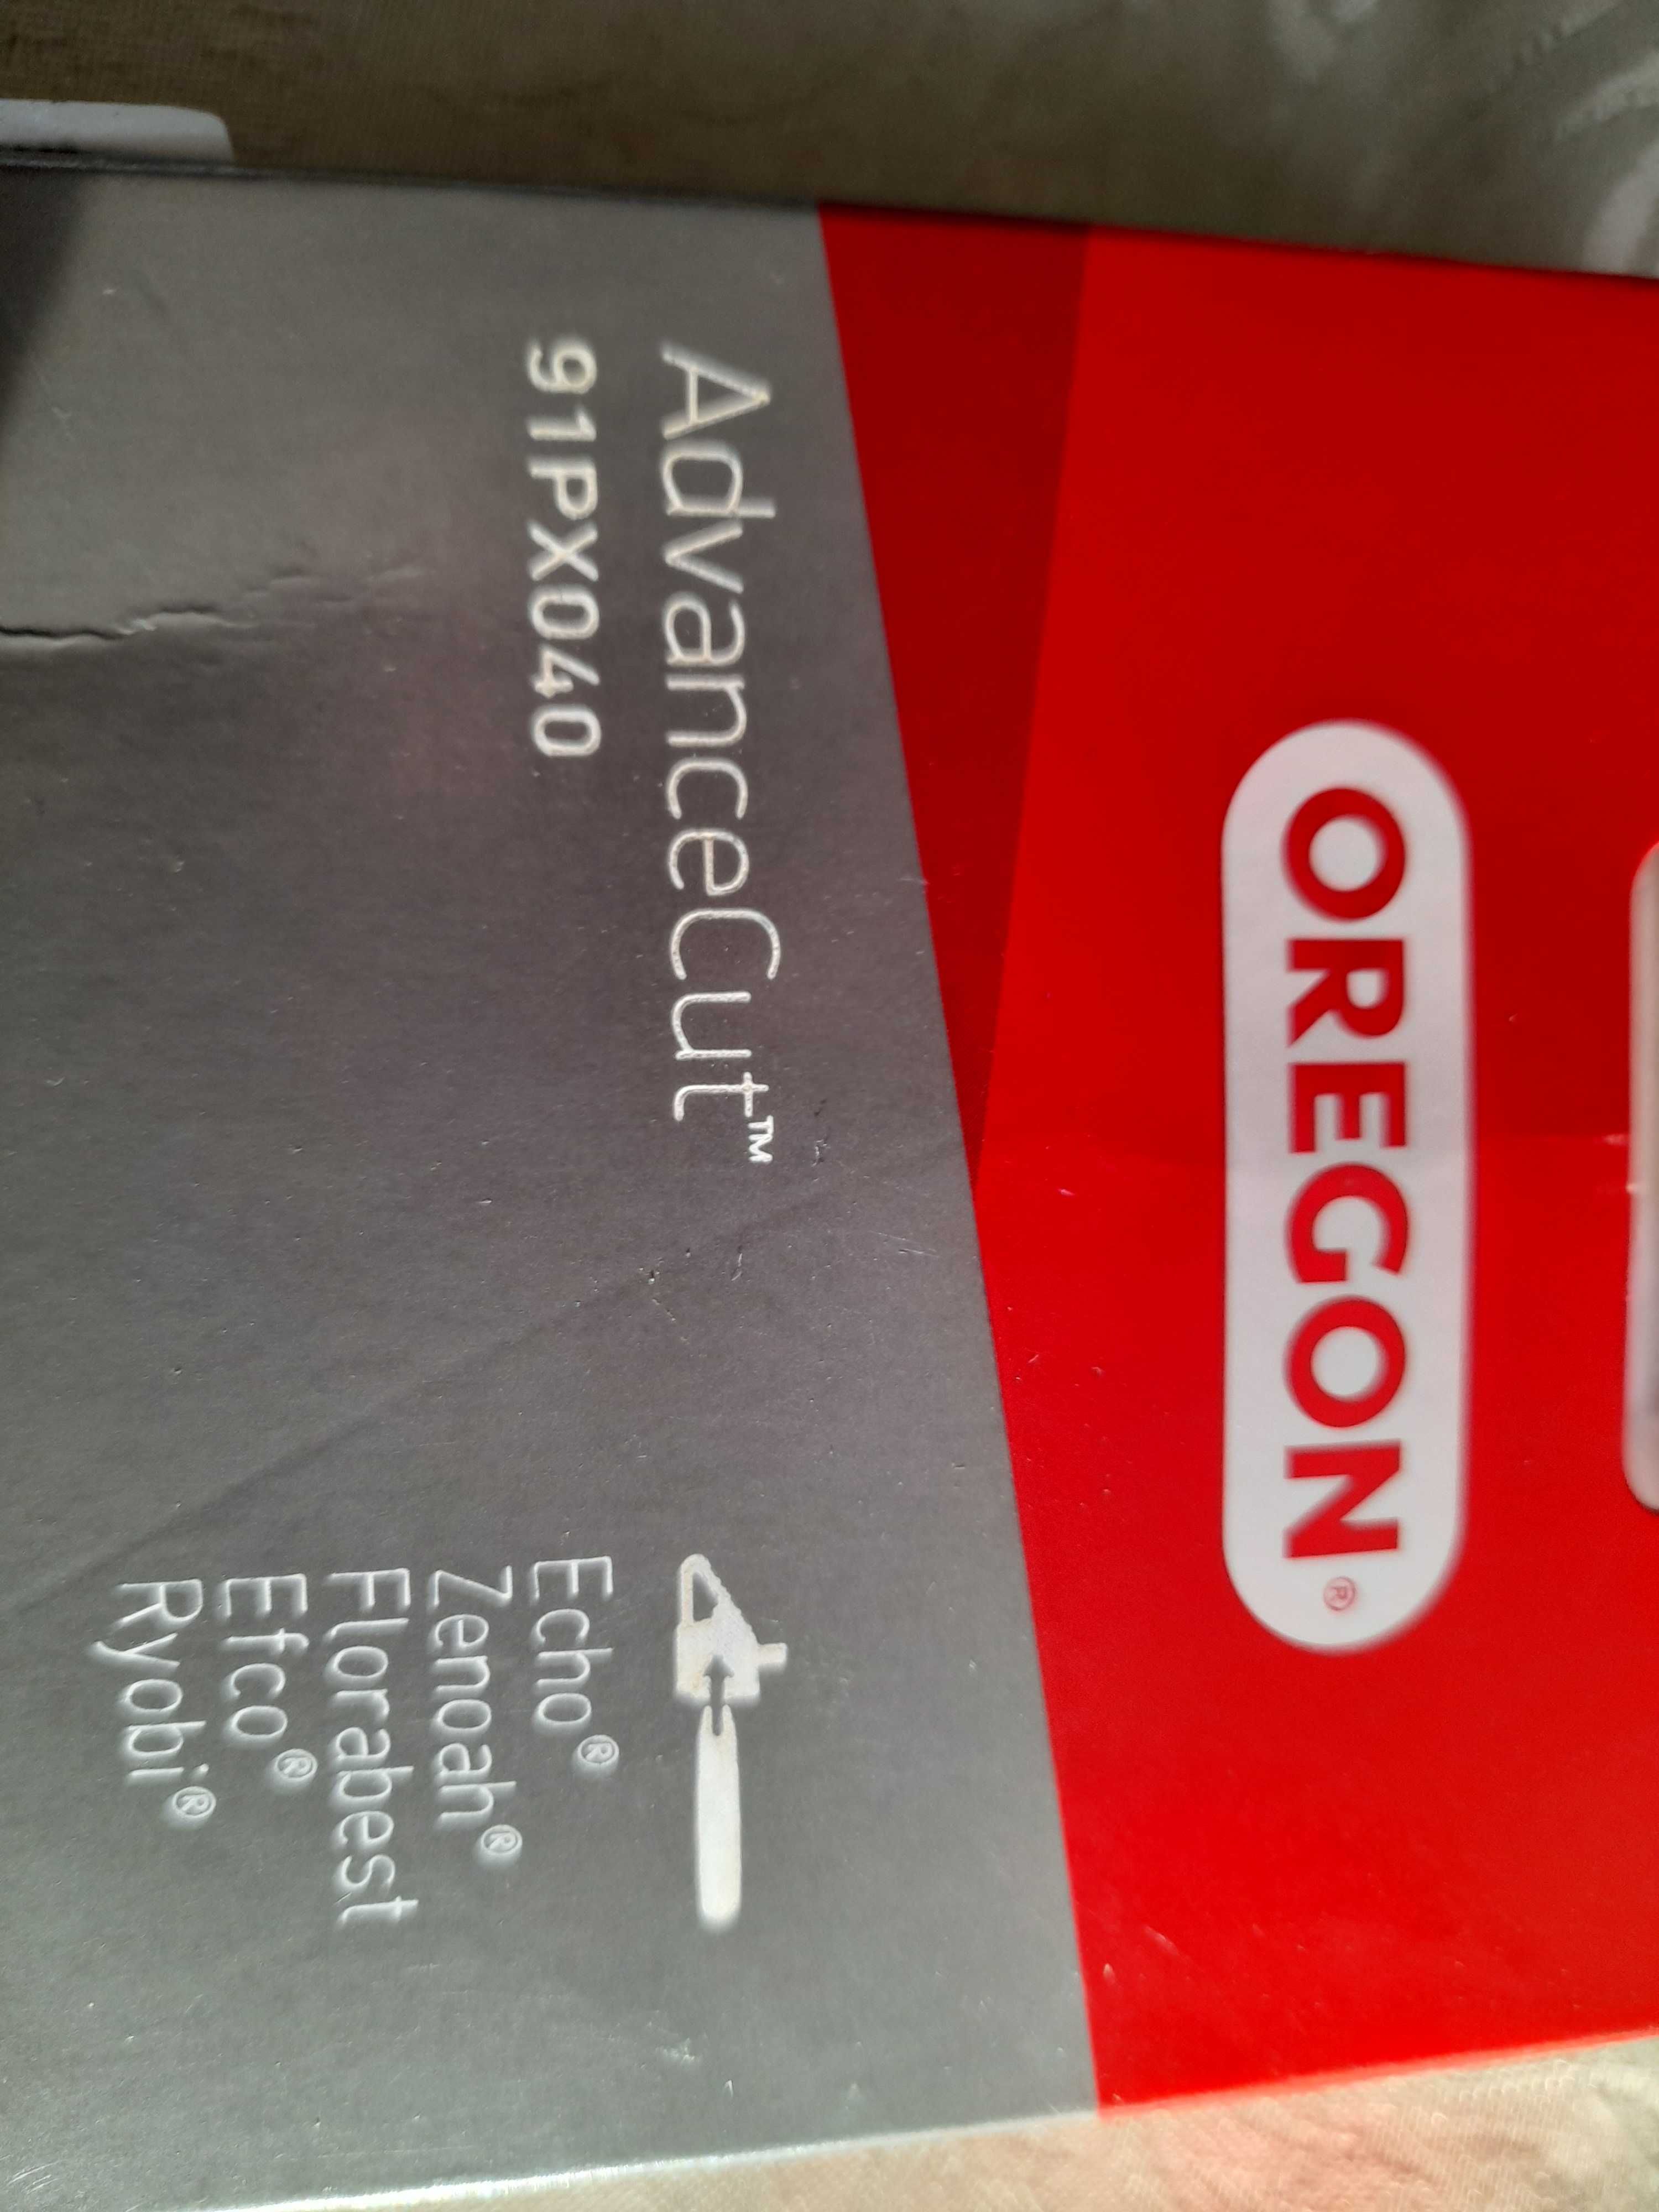 OREGON®
AdvanceCut™
91PX040
Echo®
Zenoah®
Florabest
Efco®
Ryobi®